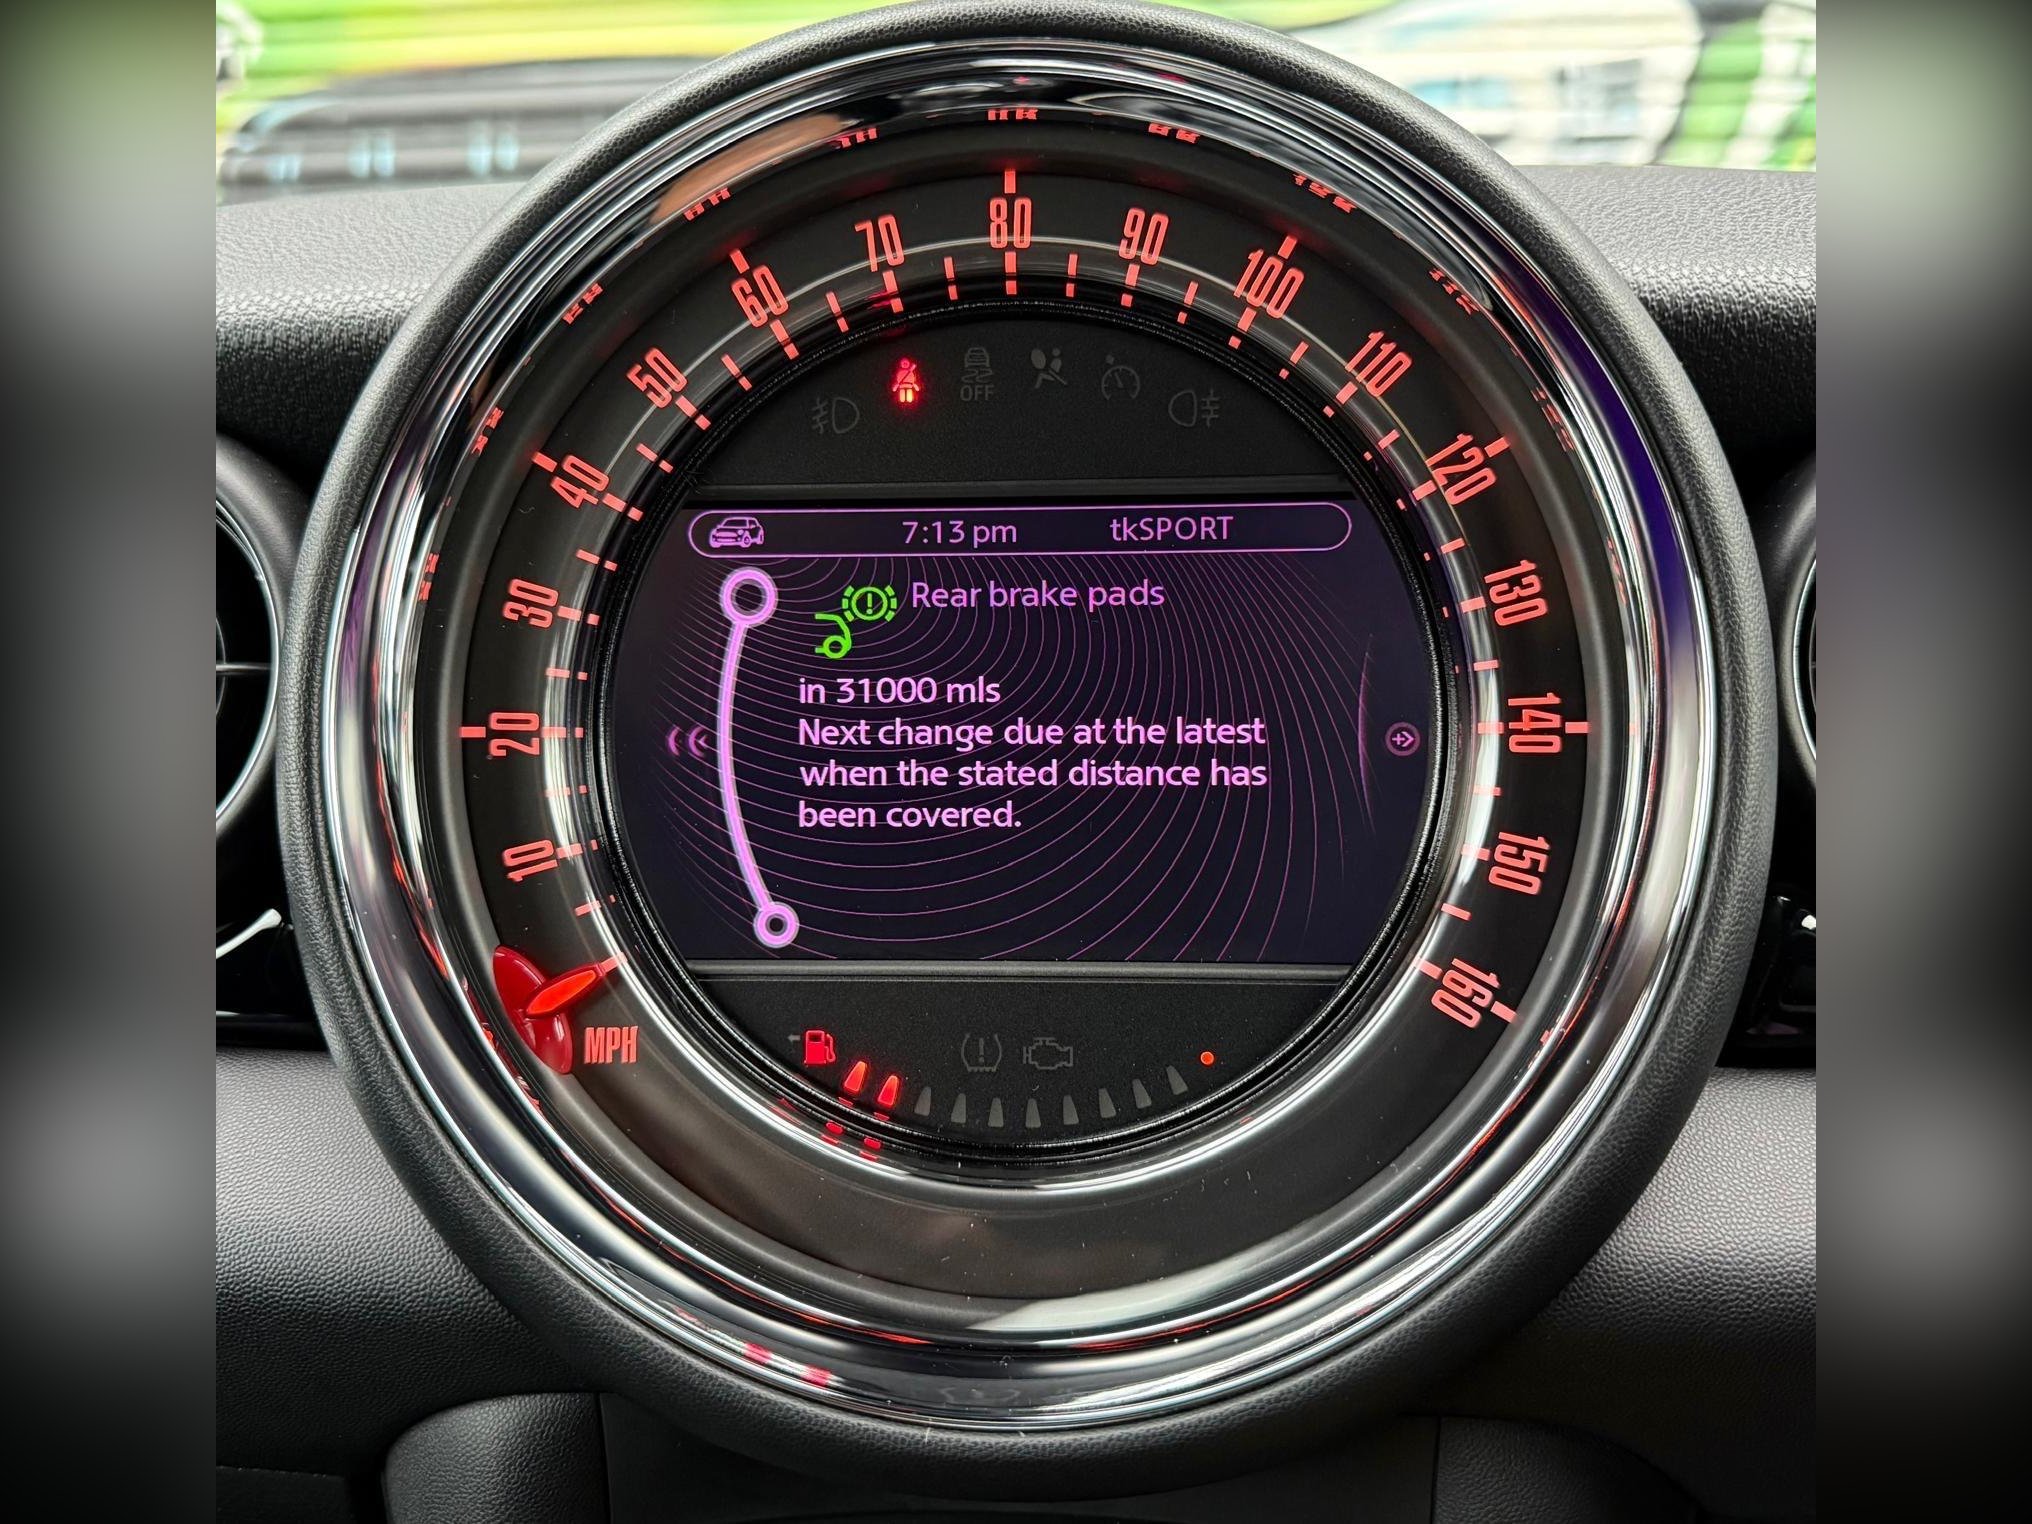 80
70
90
60
100
50
110
40
120
30
130
20
140
10
150
160
MPH
OFF
7:13 pm tkSPORT
Rear brake pads
in 31000 mls
Next change due at the latest
when the stated distance has
been covered.